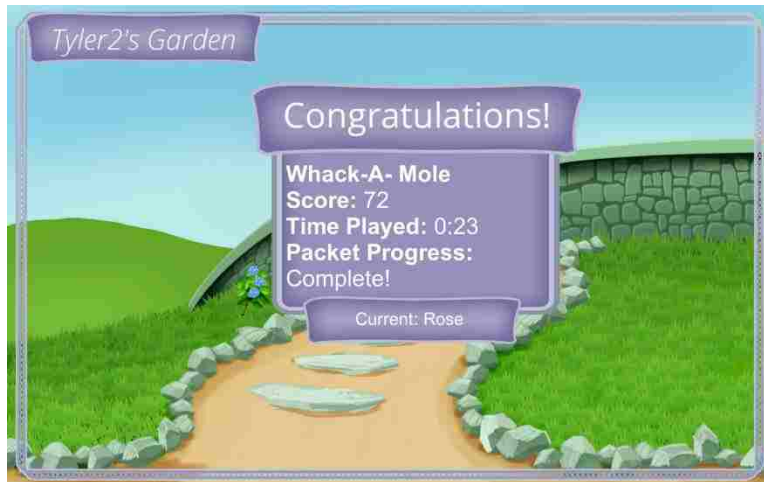 Tyler2's Garden
Congratulations!
Whack-A- Mole
Score: 72
Time Played: 0:23
Packet Progress:
Complete!
Current: Rose